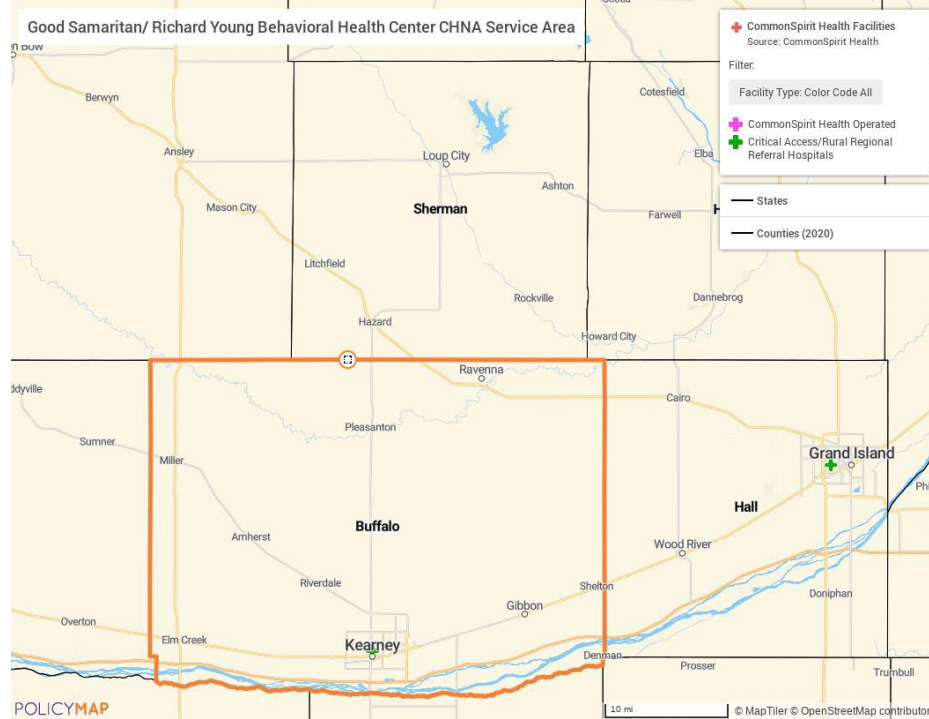 Good Samaritan/ Richard Young Behavioral Health Center CHNA Service Area
CommonSpirit Health Facilities
Source: CommonSpirit Health
Filter:
Facility Type: Color Code All
CommonSpirit Health Operated
Critical Access/Rural Regional
Referral Hospitals
States
Counties (2020)
Berwyn
Cotesfield
Ansley
Loup City
Elba
Ashton
Mason City
Sherman
Farwell
H
Litchfield
Rockville
Dannebrog
Hazard
Howard City
Ravenna
Cairo
Sumner
Pleasanton
Miller
Grand Island
Buffalo
Hall
Amherst
Wood River
Riverdale
Shelton
Doniphan
Gibbon
Overton
Elm Creek
Kearney
Denman
Prosser
Trumbull
POLICYMAP
10 mi
© MapTiler © OpenStreetMap contributor